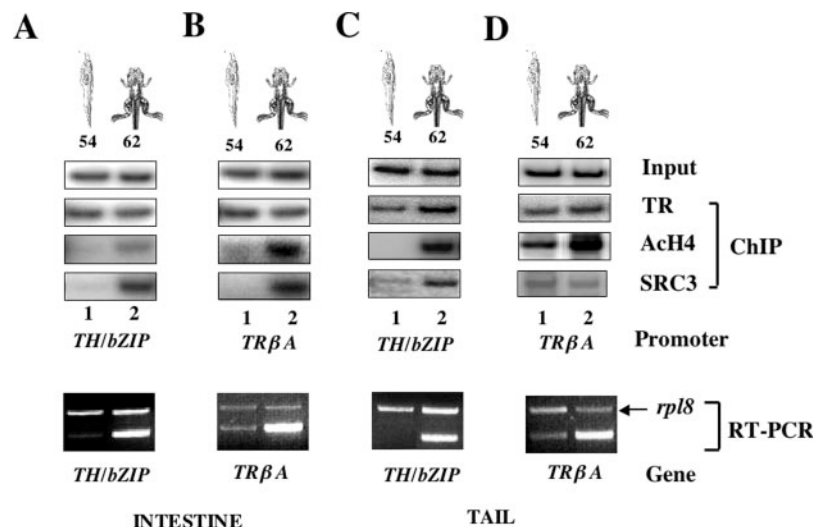 A B C D
54 62 54 62 54 62 54 62
Input
TR
AcH4
SRC3
ChIP
1 2 1 2 1 2 1 2
TH/bZIP TRβA TH/bZIP TRβA
Promoter
rpl8
RT-PCR
TH/bZIP TRβA TH/bZIP TRβA
Gene
INTESTINE TAIL